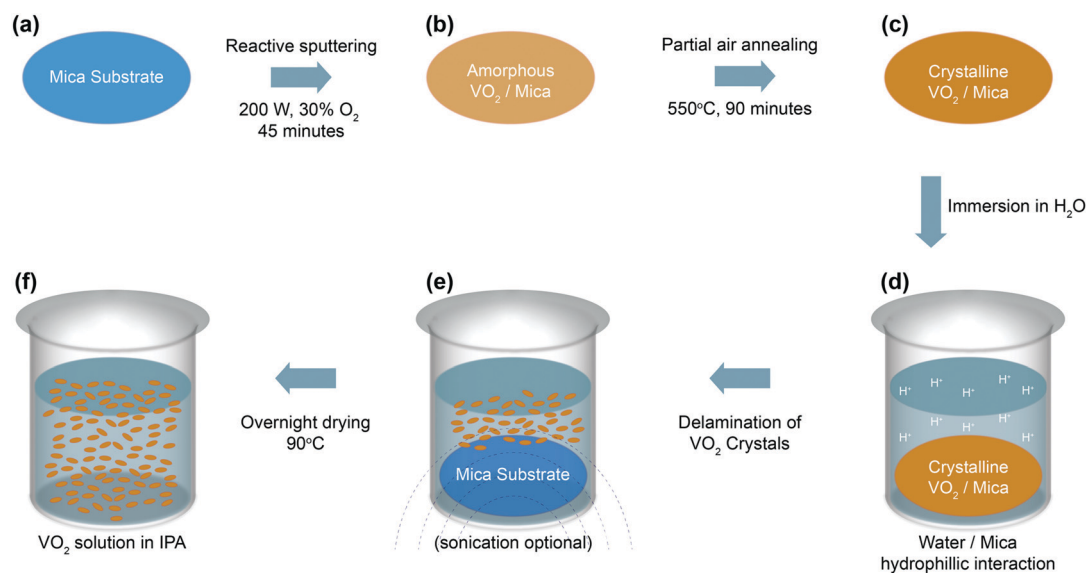 (a)
Mica Substrate
Reactive sputtering
200 W, 30% O₂
45 minutes
(b)
Amorphous
VO₂ / Mica
Partial air annealing
550°C, 90 minutes
(c)
Crystalline
VO₂ / Mica
Immersion in H₂O
(d)
H⁺ H⁺ H⁺ H⁺ H⁺
H⁺ H⁺ H⁺ H⁺ H⁺
Crystalline
VO₂ / Mica
Water / Mica
hydrophillic interaction
Delamination of
VO₂ Crystals
(e)
Mica Substrate
(sonication optional)
Overnight drying
90°C
(f)
VO₂ solution in IPA